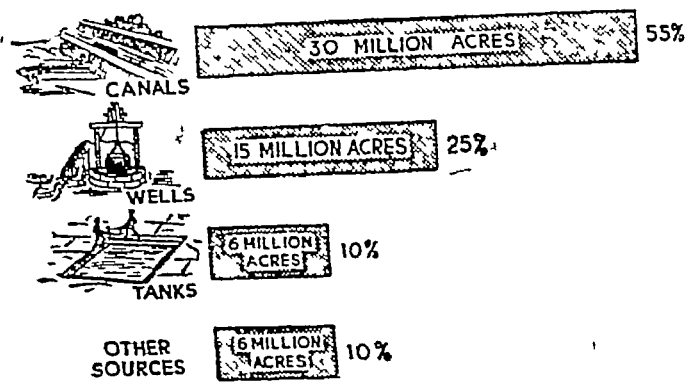 30 MILLION ACRES 55%
CANALS
15 MILLION ACRES 25%
WELLS
6 MILLION
ACRES 10%
TANKS
OTHER
SOURCES
6 MILLION
ACRES 10%